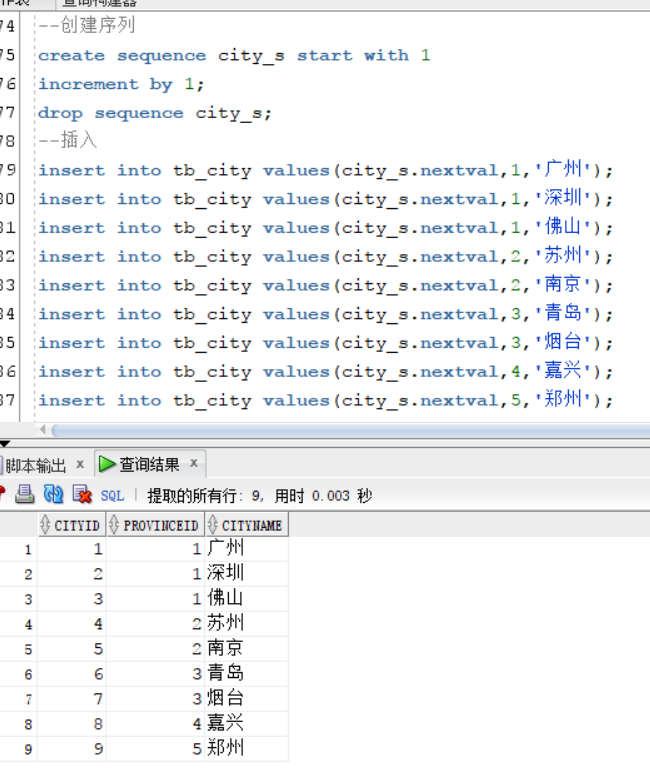 查询构建器
74 --创建序列
75 create sequence city_s start with 1
76 increment by 1;
77 drop sequence city_s;
78 --插入
79 insert into tb_city values(city_s.nextval,1,'广州');
80 insert into tb_city values(city_s.nextval,1,'深圳');
81 insert into tb_city values(city_s.nextval,1,'佛山');
82 insert into tb_city values(city_s.nextval,2,'苏州');
83 insert into tb_city values(city_s.nextval,2,'南京');
84 insert into tb_city values(city_s.nextval,3,'青岛');
85 insert into tb_city values(city_s.nextval,3,'烟台');
86 insert into tb_city values(city_s.nextval,4,'嘉兴');
87 insert into tb_city values(city_s.nextval,5,'郑州');
脚本输出 x 查询结果 x
SQL | 提取的所有行: 9, 用时 0.003 秒
CITYID PROVINCEID CITYNAME
1 1 1 广州
2 2 1 深圳
3 3 1 佛山
4 4 2 苏州
5 5 2 南京
6 6 3 青岛
7 7 3 烟台
8 8 4 嘉兴
9 9 5 郑州